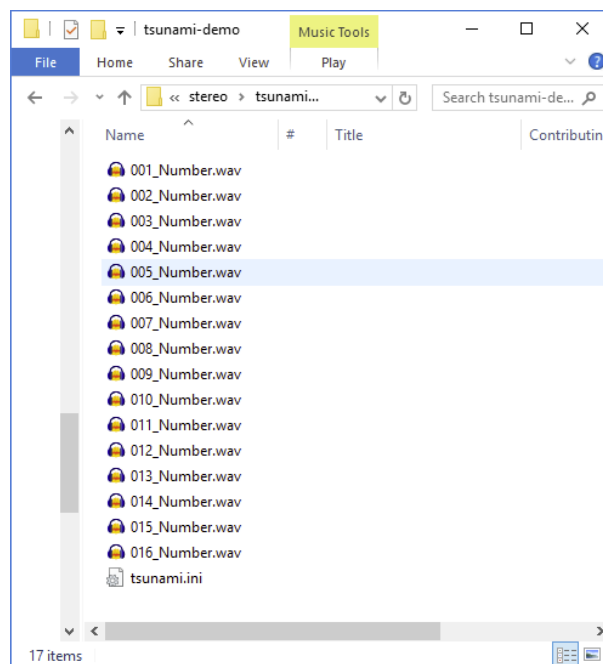 tsunami-demo
Music Tools
File
Home
Share
View
Play
?
« stereo > tsunami...
Search tsunami-de...
Name
#
Title
Contributin
001_Number.wav
002_Number.wav
003_Number.wav
004_Number.wav
005_Number.wav
006_Number.wav
007_Number.wav
008_Number.wav
009_Number.wav
010_Number.wav
011_Number.wav
012_Number.wav
013_Number.wav
014_Number.wav
015_Number.wav
016_Number.wav
tsunami.ini
17 items